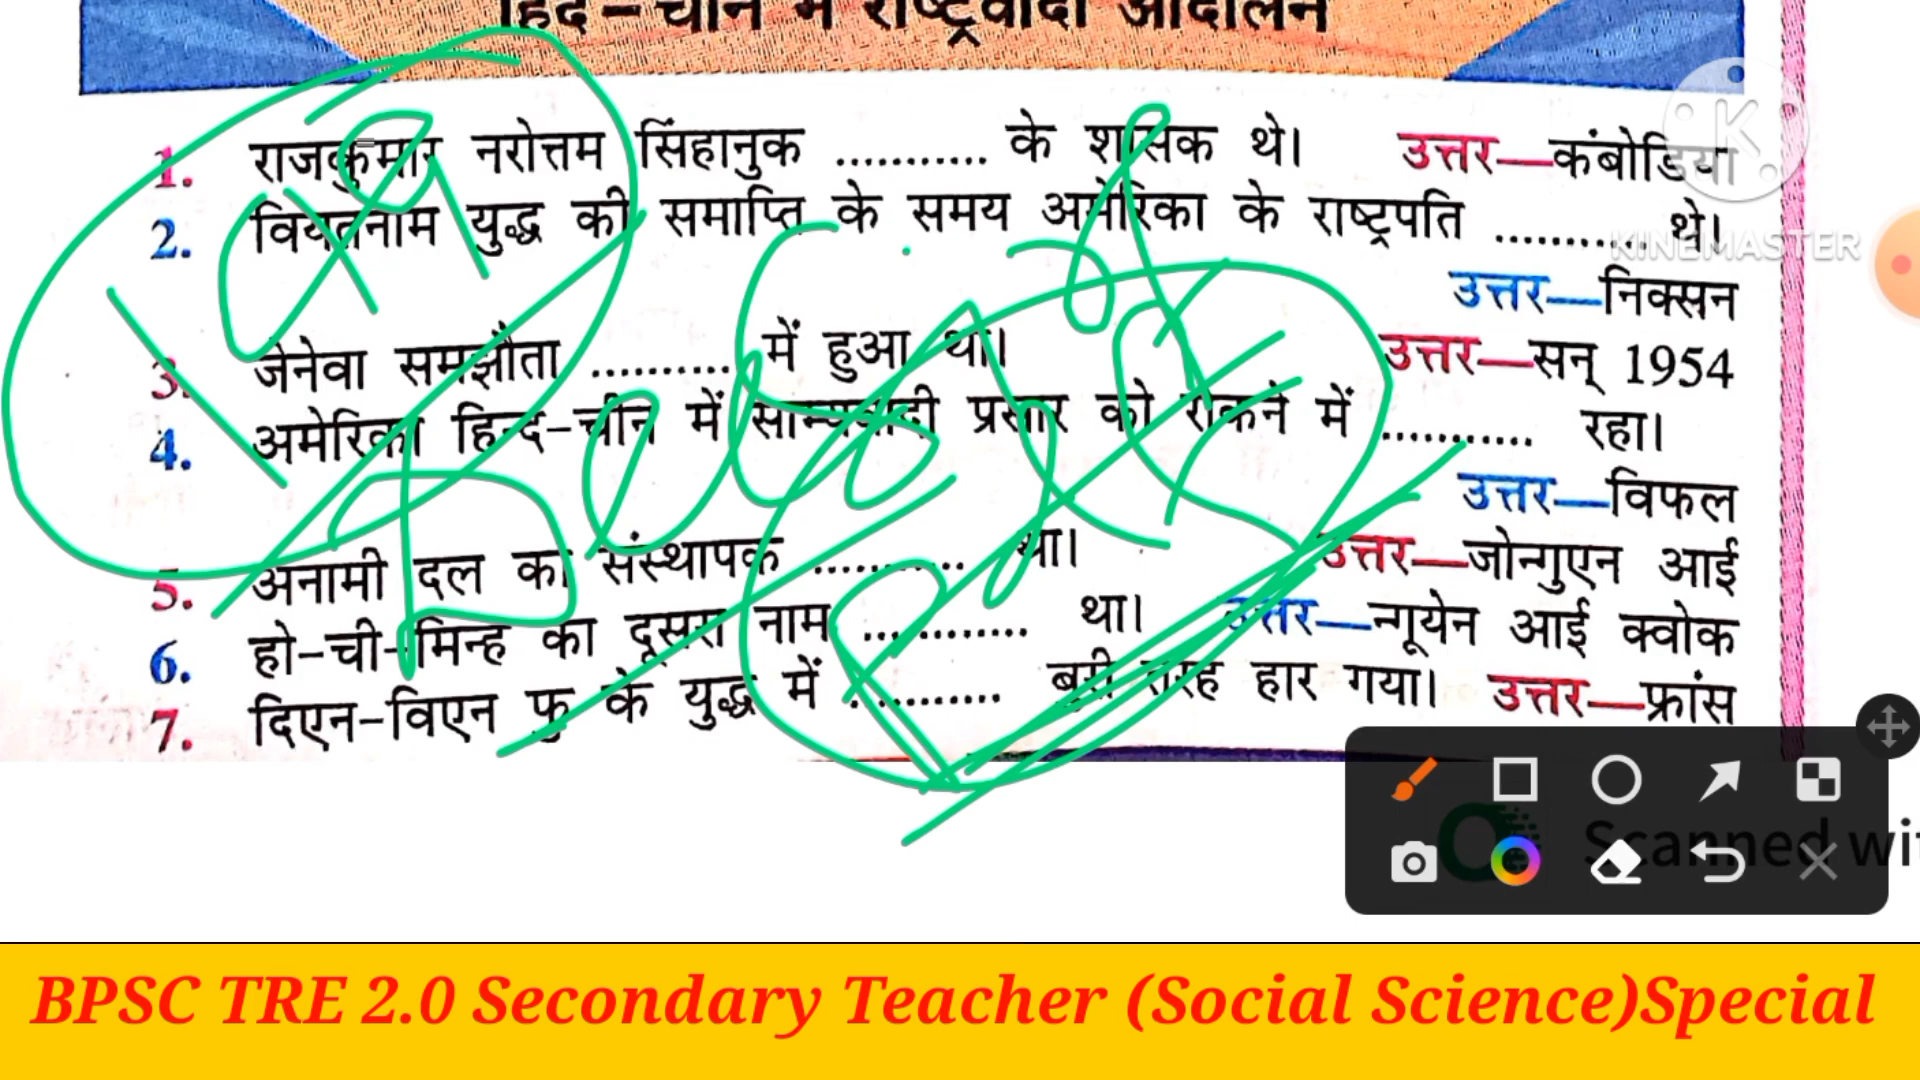 हिंद – चीन में राष्ट्रवादी आंदोलन
1. राजकुमार नरोत्तम सिंहानुक ............ के शासक थे। उत्तर—कंबोडिया
2. वियतनाम युद्ध की समाप्ति के समय अमेरिका के राष्ट्रपति ............ थे।
KINEMASTER
उत्तर—निक्सन
3. जेनेवा समझौता ............ में हुआ था। उत्तर—सन् 1954
4. अमेरिका हिन्द-चीन में साम्यवादी प्रसार को रोकने में ............ रहा।
उत्तर—विफल
5. अनामी दल का संस्थापक ............ था। उत्तर—जोन्गुएन आई
6. हो-ची-मिन्ह का दूसरा नाम ............ था। उत्तर—न्गूयेन आई क्वोक
7. दिएन-विएन फु के युद्ध में ............ बुरी तरह हार गया। उत्तर—फ्रांस
Scanned wi
BPSC TRE 2.0 Secondary Teacher (Social Science)Special